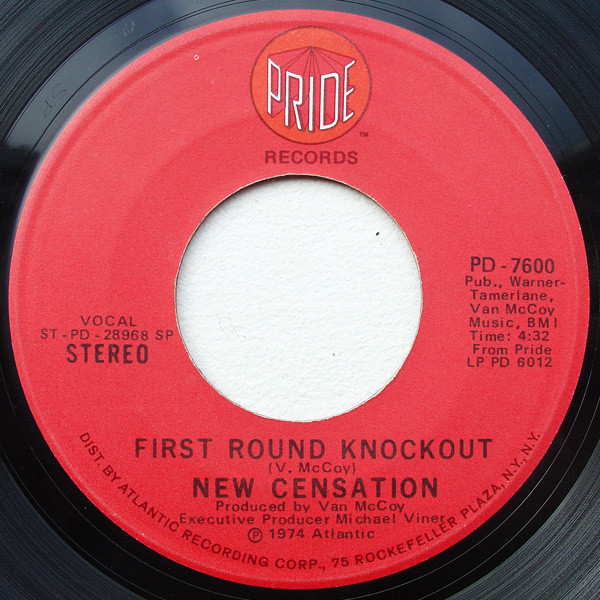 PRIDE
TM
RECORDS
PD - 7600
Pub., Warner-
Tamerlane,
Van McCoy
Music, BMI
Time: 4:32
From Pride
LP PD 6012
VOCAL
ST - PD - 28968 SP
STEREO
FIRST ROUND KNOCKOUT
(V. McCoy)
NEW CENSATION
Produced by Van McCoy
Executive Producer Michael Viner
Ⓟ 1974 Atlantic
DIST. BY ATLANTIC RECORDING CORP., 75 ROCKEFELLER PLAZA, N.Y., N.Y.